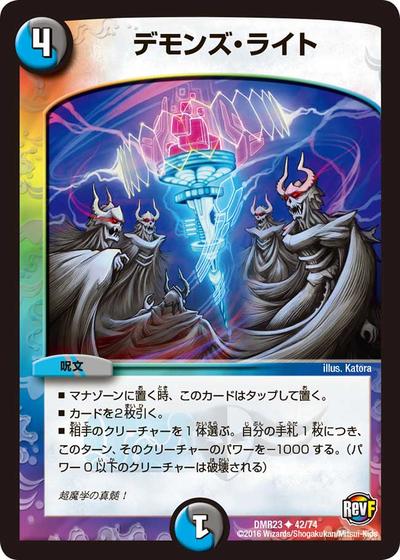 4
デモンズ・ライト
illus. Katora
呪文
■ マナゾーンに置く時、このカードはタップして置く。
■ カードを2枚引く。
■ 相手のクリーチャーを1体選ぶ。自分の手札1枚につき、
このターン、そのクリーチャーのパワーを-1000する。(パ
ワー0以下のクリーチャーは破壊される)
超魔学の真髄！
RevF
1
DMR23 ◆ 42/74
©2016 Wizards/Shogakukan/Mitsui-Kids